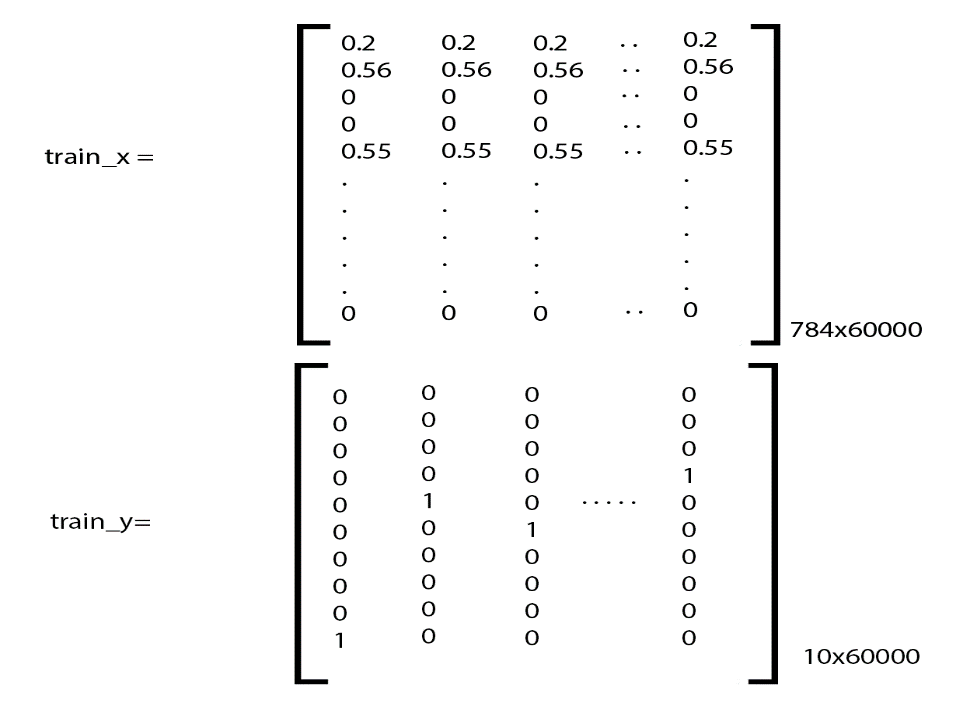 0.2 0.2 0.2 .. 0.2
0.56 0.56 0.56 .. 0.56
0 0 0 .. 0
0 0 0 .. 0
train_x = 0.55 0.55 0.55 .. 0.55
. . . .
. . . .
. . . .
. . . .
. . . .
0 0 0 .. 0
784x60000
0 0 0 0
0 0 0 0
0 0 0 0
0 0 0 1
0 1 0 ..... 0
train_y= 0 0 1 0
0 0 0 0
0 0 0 0
0 0 0 0
1 0 0 0
10x60000